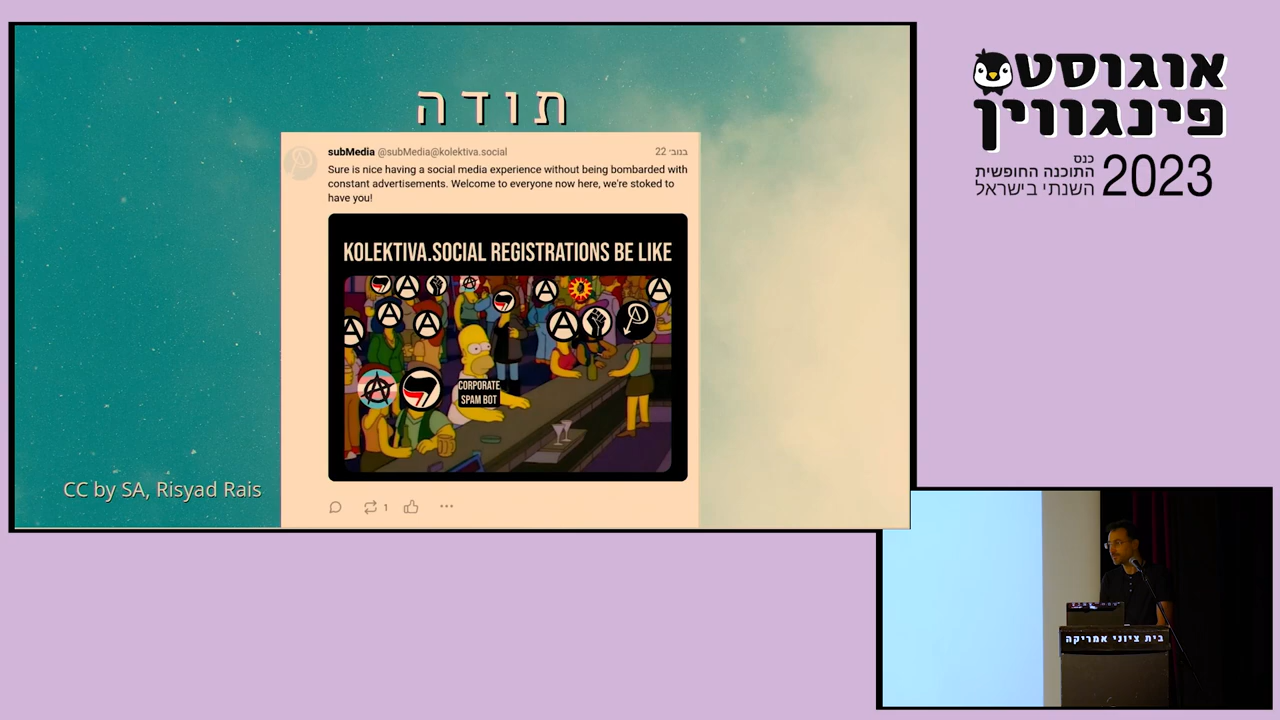 תודה
subMedia @subMedia@kolektiva.social
22 בנוב׳
Sure is nice having a social media experience without being bombarded with
constant advertisements. Welcome to everyone now here, we're stoked to
have you!
KOLEKTIVA.SOCIAL REGISTRATIONS BE LIKE
CORPORATE
SPAM BOT
1
CC by SA, Risyad Rais
אוגוסט
פינגווין
כנס
התוכנה החופשית
השנתי בישראל
2023
בית ציוני אמריקה